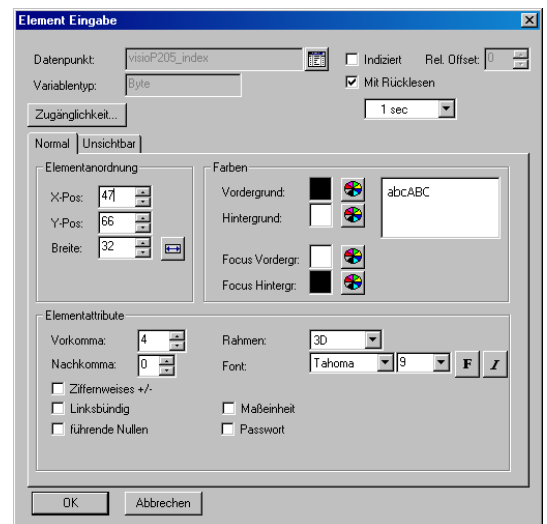 Element Eingabe
Datenpunkt: visioP205_index Indiziert Rel. Offset: 0
Variablentyp: Byte Mit Rücklesen
Zugänglichkeit... 1 sec
Normal Unsichtbar
Elementanordnung Farben
X-Pos: 47 Vordergrund: abcABC
Y-Pos: 66 Hintergrund:
Breite: 32
Focus Vordergr:
Focus Hintergr:
Elementattribute
Vorkomma: 4 Rahmen: 3D
Nachkomma: 0 Font: Tahoma 9 F I
Ziffernweises +/-
Linksbündig Maßeinheit
führende Nullen Passwort
OK Abbrechen